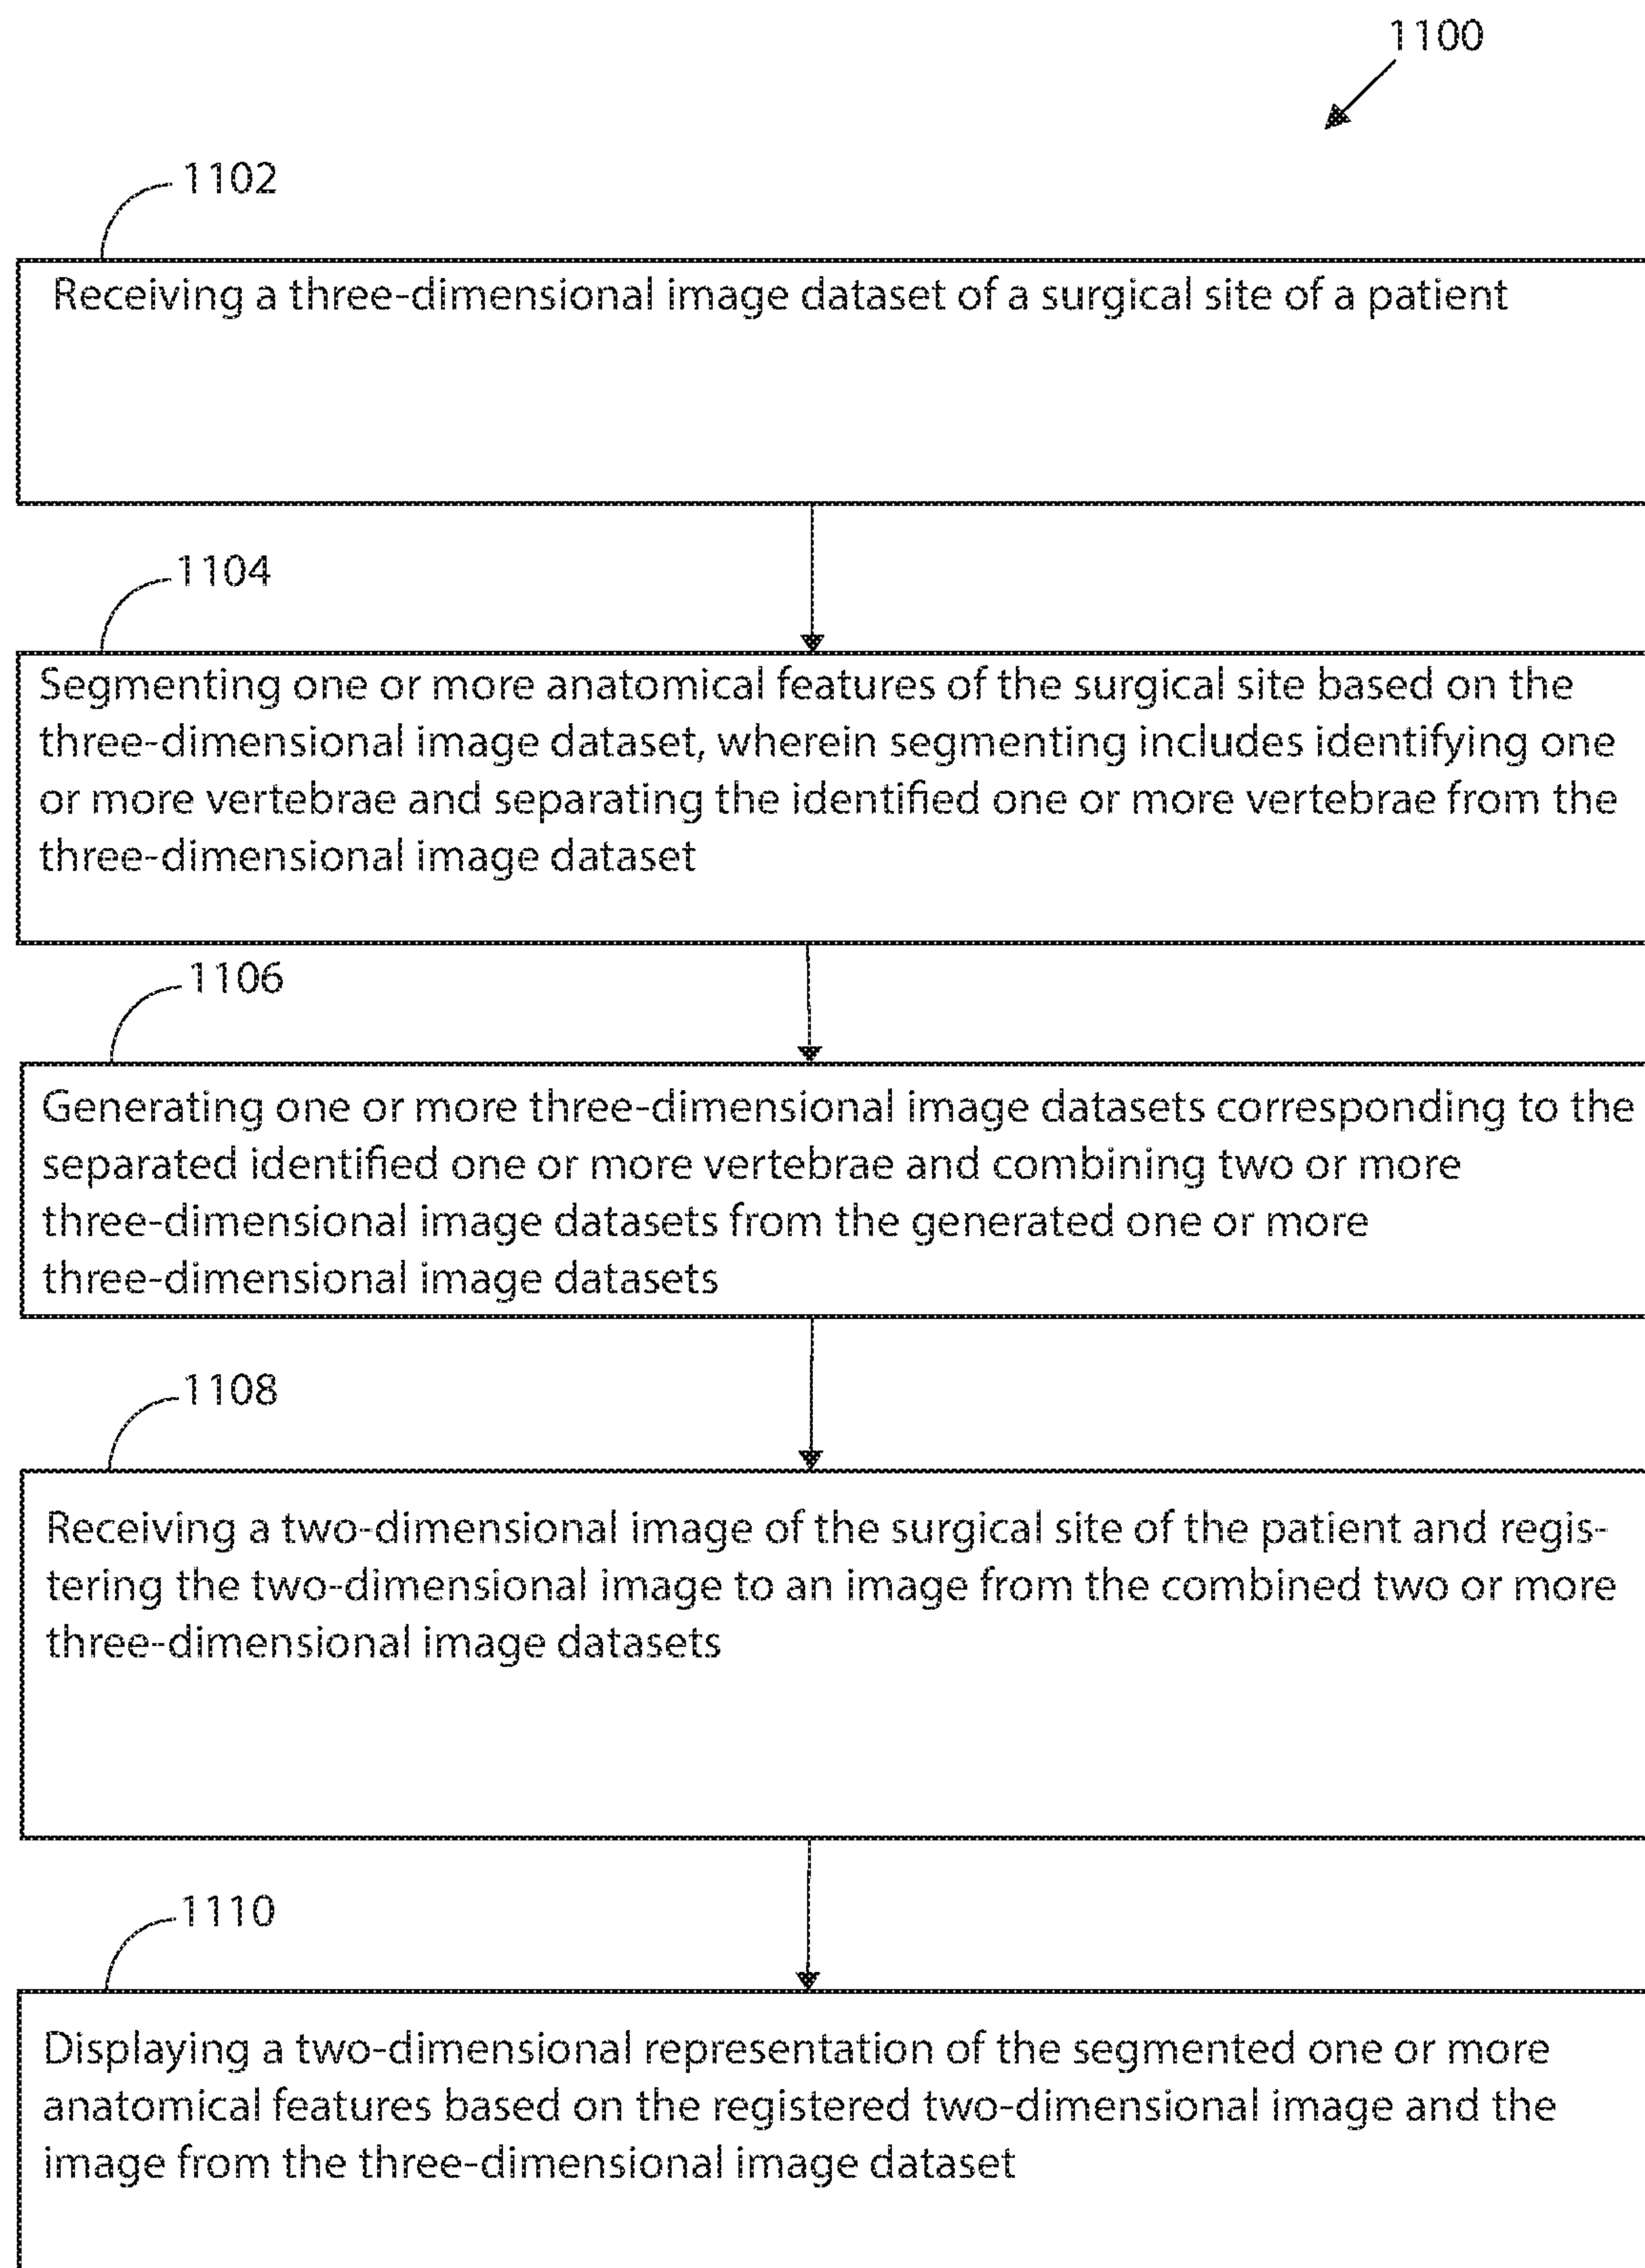 1100
1102
Receiving a three-dimensional image dataset of a surgical site of a patient
1104
Segmenting one or more anatomical features of the surgical site based on the
three-dimensional image dataset, wherein segmenting includes identifying one
or more vertebrae and separating the identified one or more vertebrae from the
three-dimensional image dataset
1106
Generating one or more three-dimensional image datasets corresponding to the
separated identified one or more vertebrae and combining two or more
three-dimensional image datasets from the generated one or more
three-dimensional image datasets
1108
Receiving a two-dimensional image of the surgical site of the patient and regis-
tering the two-dimensional image to an image from the combined two or more
three-dimensional image datasets
1110
Displaying a two-dimensional representation of the segmented one or more
anatomical features based on the registered two-dimensional image and the
image from the three-dimensional image dataset